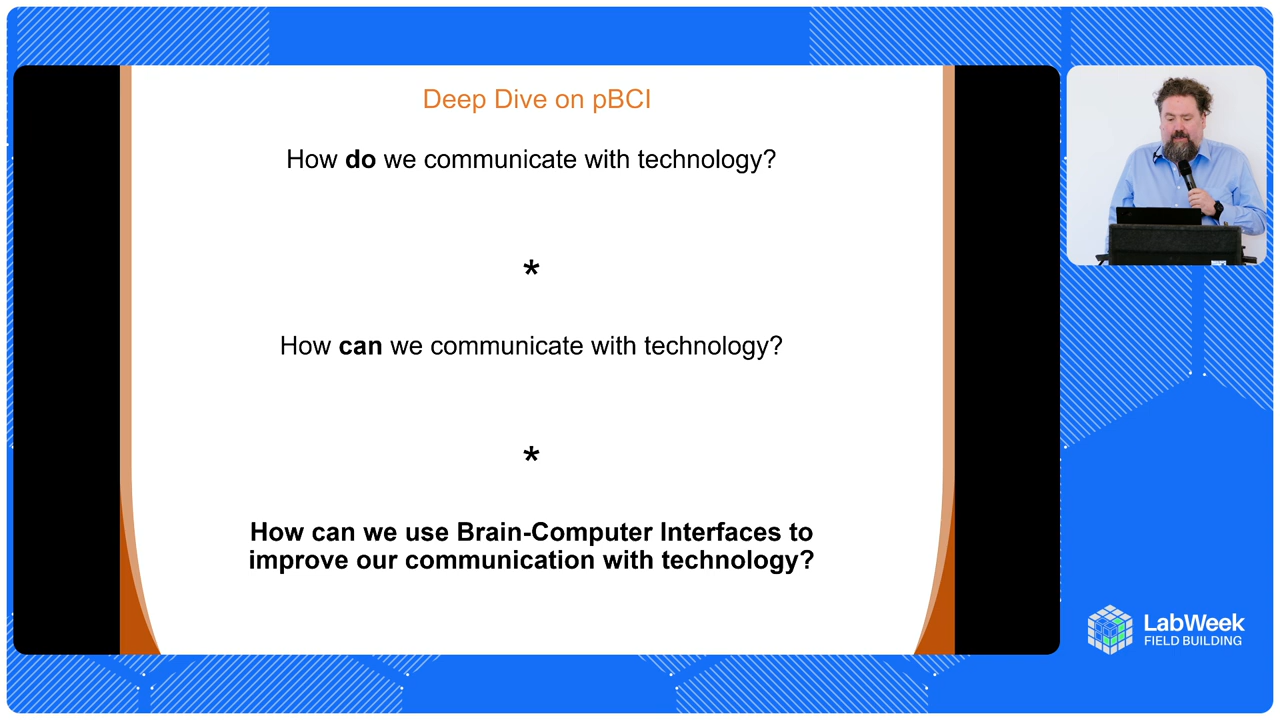 Deep Dive on pBCI
How do we communicate with technology?
*
How can we communicate with technology?
*
How can we use Brain-Computer Interfaces to
improve our communication with technology?
LabWeek
FIELD BUILDING